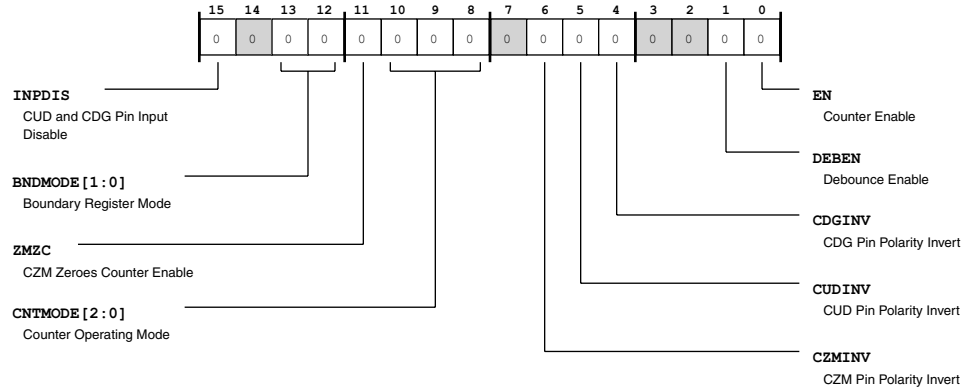 15 14 13 12 11 10 9 8 7 6 5 4 3 2 1 0
0 0 0 0 0 0 0 0 0 0 0 0 0 0 0 0
INPDIS
CUD and CDG Pin Input
Disable
BNDMODE[1:0]
Boundary Register Mode
ZMZC
CZM Zeroes Counter Enable
CNTMODE[2:0]
Counter Operating Mode
EN
Counter Enable
DEBEN
Debounce Enable
CDGINV
CDG Pin Polarity Invert
CUDINV
CUD Pin Polarity Invert
CZMINV
CZM Pin Polarity Invert